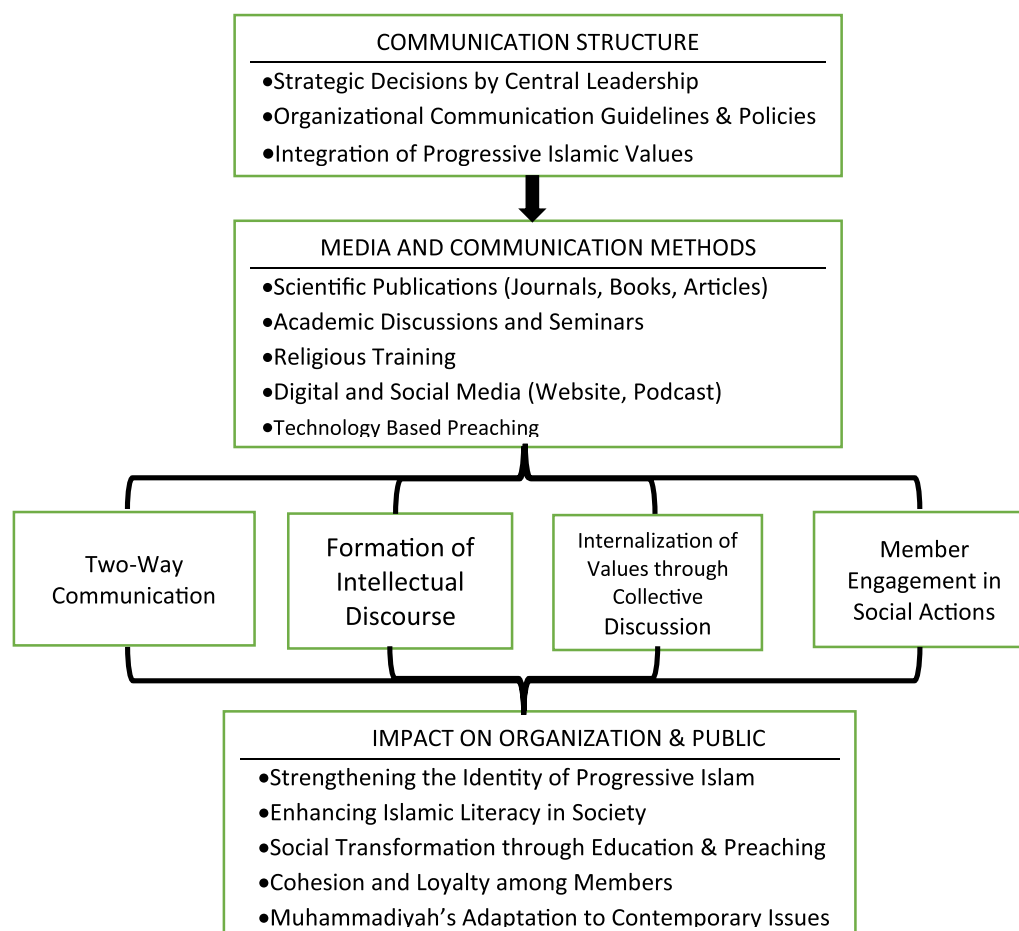 COMMUNICATION STRUCTURE
•Strategic Decisions by Central Leadership
•Organizational Communication Guidelines & Policies
•Integration of Progressive Islamic Values
MEDIA AND COMMUNICATION METHODS
•Scientific Publications (Journals, Books, Articles)
•Academic Discussions and Seminars
•Religious Training
•Digital and Social Media (Website, Podcast)
•Technology Based Preaching
Two-Way
Communication
Formation of
Intellectual
Discourse
Internalization of
Values through
Collective
Discussion
Member
Engagement in
Social Actions
IMPACT ON ORGANIZATION & PUBLIC
•Strengthening the Identity of Progressive Islam
•Enhancing Islamic Literacy in Society
•Social Transformation through Education & Preaching
•Cohesion and Loyalty among Members
•Muhammadiyah’s Adaptation to Contemporary Issues